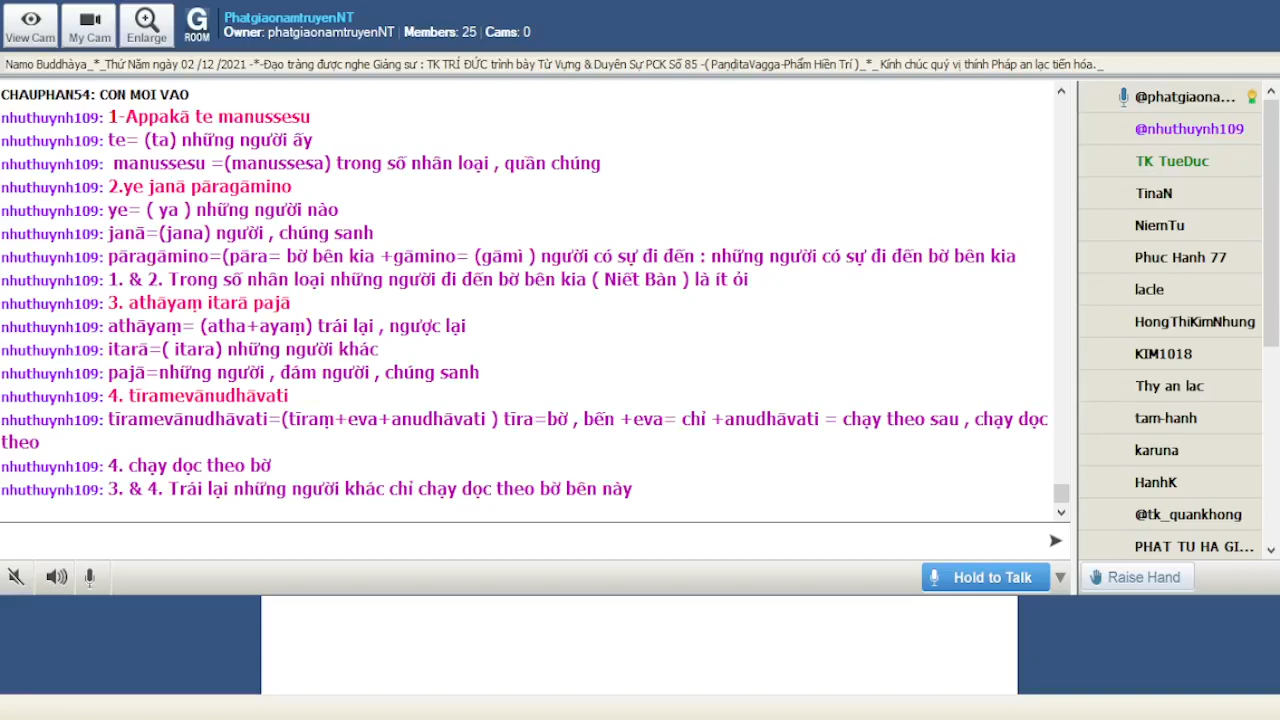 View Cam
My Cam
Enlarge
G
ROOM
PhatgiaonamtruyenNT
Owner: phatgiaonamtruyenNT | Members: 25 | Cams: 0
Namo Buddhàya_*_Thứ Năm ngày 02 /12 /2021 -*-Đạo tràng được nghe Giảng sư : TK TRÍ ĐỨC trình bày Từ Vựng & Duyên Sự PCK Số 85 -( PaṇḍitaVagga-Phẩm Hiền Trí )_*_ Kính chúc quý vị thính Pháp an lạc tiến hóa._
CHAUPHAN54: CON MOI VAO
nhuthuynh109: 1-Appakā te manussesu
nhuthuynh109: te= (ta) những người ấy
nhuthuynh109: manussesu =(manussesa) trong số nhân loại , quần chúng
nhuthuynh109: 2.ye janā pāragāmino
nhuthuynh109: ye= ( ya ) những người nào
nhuthuynh109: janā=(jana) người , chúng sanh
nhuthuynh109: pāragāmino=(pāra= bờ bên kia +gāmino= (gāmì ) người có sự đi đến : những người có sự đi đến bờ bên kia
nhuthuynh109: 1. & 2. Trong số nhân loại những người đi đến bờ bên kia ( Niết Bàn ) là ít ỏi
nhuthuynh109: 3. athāyaṃ itarā pajā
nhuthuynh109: athāyaṃ= (atha+ayaṃ) trái lại , ngược lại
nhuthuynh109: itarā=( itara) những người khác
nhuthuynh109: pajā=những người , đám người , chúng sanh
nhuthuynh109: 4. tīramevānudhāvati
nhuthuynh109: tīramevānudhāvati=(tīraṃ+eva+anudhāvati ) tīra=bờ , bến +eva= chỉ +anudhāvati = chạy theo sau , chạy dọc
theo
nhuthuynh109: 4. chạy dọc theo bờ
nhuthuynh109: 3. & 4. Trái lại những người khác chỉ chạy dọc theo bờ bên này
@phatgiaona...
@nhuthuynh109
TK TueDuc
TinaN
NiemTu
Phuc Hanh 77
lacle
HongThiKimNhung
KIM1018
Thy an lac
tam-hanh
karuna
HanhK
@tk_quankhong
PHAT TU HA GI...
Hold to Talk
Raise Hand